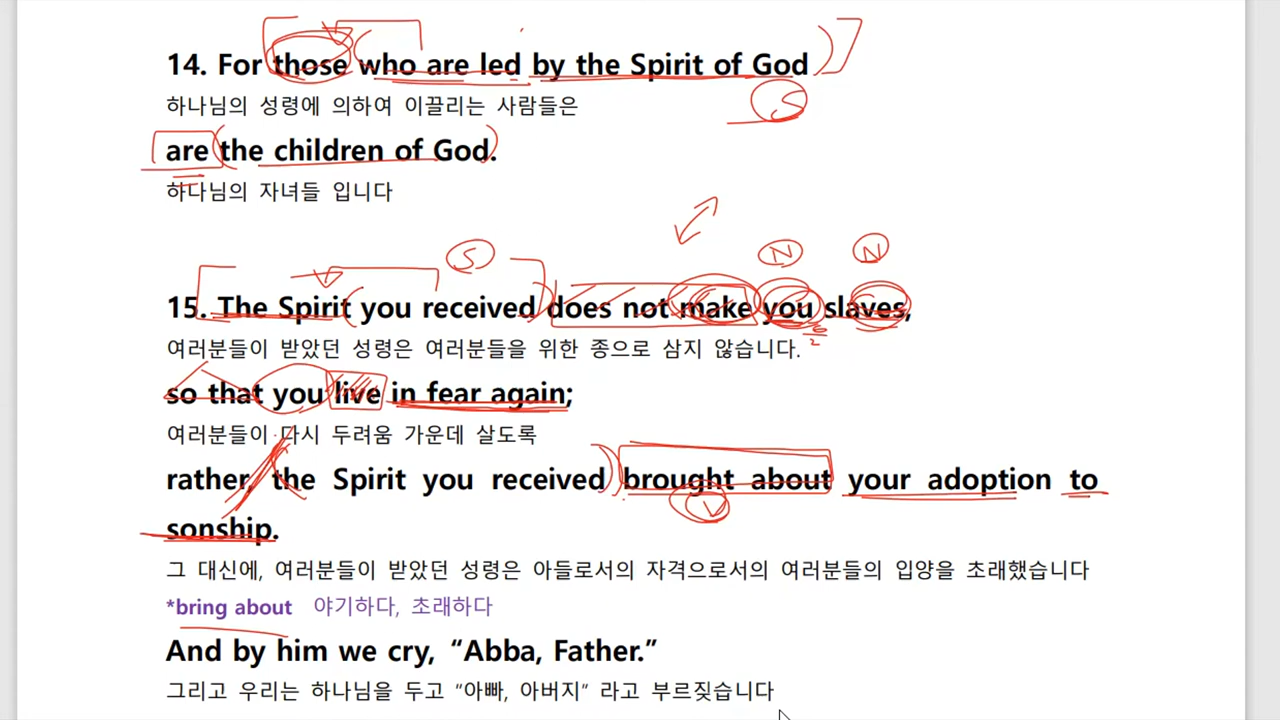 14. For those who are led by the Spirit of God
하나님의 성령에 의하여 이끌리는 사람들은
S
are the children of God.
하다님의 자녀들 입니다
S N N
15. The Spirit you received does not make you slaves,
여러분들이 받았던 성령은 여러분들을 위한 종으로 삼지 않습니다.
so that you live in fear again;
여러분들이 다시 두려움 가운데 살도록
rather, the Spirit you received brought about your adoption to
V
sonship.
그 대신에, 여러분들이 받았던 성령은 아들로서의 자격으로서의 여러분들의 입양을 초래했습니다
*bring about 야기하다, 초래하다
And by him we cry, “Abba, Father.”
그리고 우리는 하나님을 두고 “아빠, 아버지” 라고 부르짖습니다